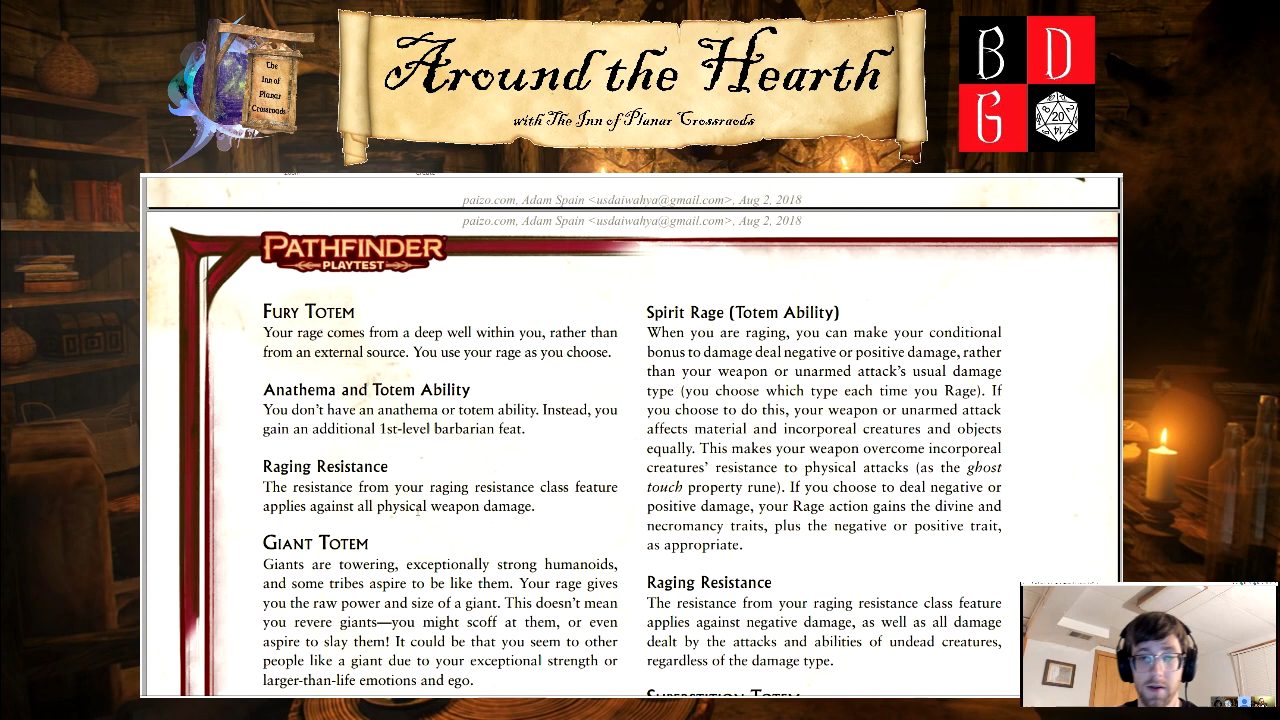 The
Inn of
Planar
Crossroads
Around the Hearth
with The Inn of Planar Crossraods
B D
G 20
paizo.com, Adam Spain <usdaiwahya@gmail.com>, Aug 2, 2018
paizo.com, Adam Spain <usdaiwahya@gmail.com>, Aug 2, 2018
PATHFINDER
PLAYTEST
FURY TOTEM
Your rage comes from a deep well within you, rather than
from an external source. You use your rage as you choose.
Anathema and Totem Ability
You don't have an anathema or totem ability. Instead, you
gain an additional 1st-level barbarian feat.
Raging Resistance
The resistance from your raging resistance class feature
applies against all physical weapon damage.
GIANT TOTEM
Giants are towering, exceptionally strong humanoids,
and some tribes aspire to be like them. Your rage gives
you the raw power and size of a giant. This doesn't mean
you revere giants—you might scoff at them, or even
aspire to slay them! It could be that you seem to other
people like a giant due to your exceptional strength or
larger-than-life emotions and ego.
Spirit Rage (Totem Ability)
When you are raging, you can make your conditional
bonus to damage deal negative or positive damage, rather
than your weapon or unarmed attack's usual damage
type (you choose which type each time you Rage). If
you choose to do this, your weapon or unarmed attack
affects material and incorporeal creatures and objects
equally. This makes your weapon overcome incorporeal
creatures' resistance to physical attacks (as the ghost
touch property rune). If you choose to deal negative or
positive damage, your Rage action gains the divine and
necromancy traits, plus the negative or positive trait,
as appropriate.
Raging Resistance
The resistance from your raging resistance class feature
applies against negative damage, as well as all damage
dealt by the attacks and abilities of undead creatures,
regardless of the damage type.
SUPERSTITION TOTEM